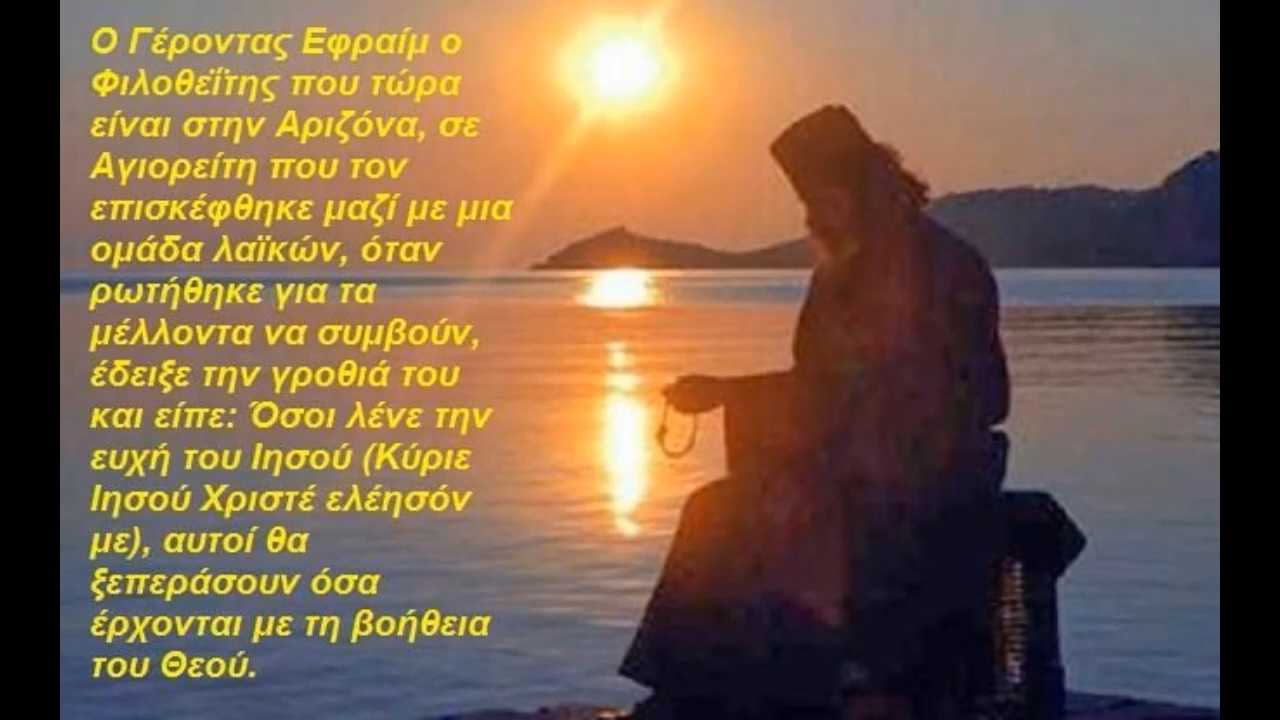 Ο Γέροντας Εφραίμ ο
Φιλοθεΐτης που τώρα
είναι στην Αριζόνα, σε
Αγιορείτη που τον
επισκέφθηκε μαζί με μια
ομάδα λαϊκών, όταν
ρωτήθηκε για τα
μέλλοντα να συμβούν,
έδειξε την γροθιά του
και είπε: Όσοι λένε την
ευχή του Ιησού (Κύριε
Ιησού Χριστέ ελέησόν
με), αυτοί θα
ξεπεράσουν όσα
έρχονται με τη βοήθεια
του Θεού.